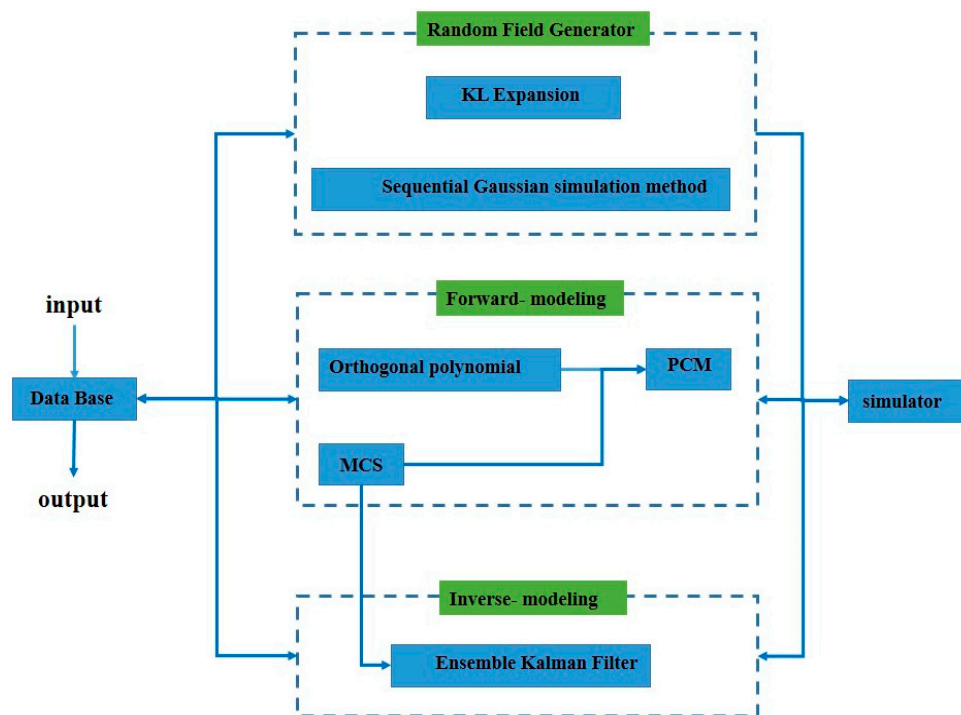 Random Field Generator
KL Expansion
Sequential Gaussian simulation method
input
Forward- modeling
Orthogonal polynomial
PCM
Data Base
simulator
MCS
output
Inverse- modeling
Ensemble Kalman Filter